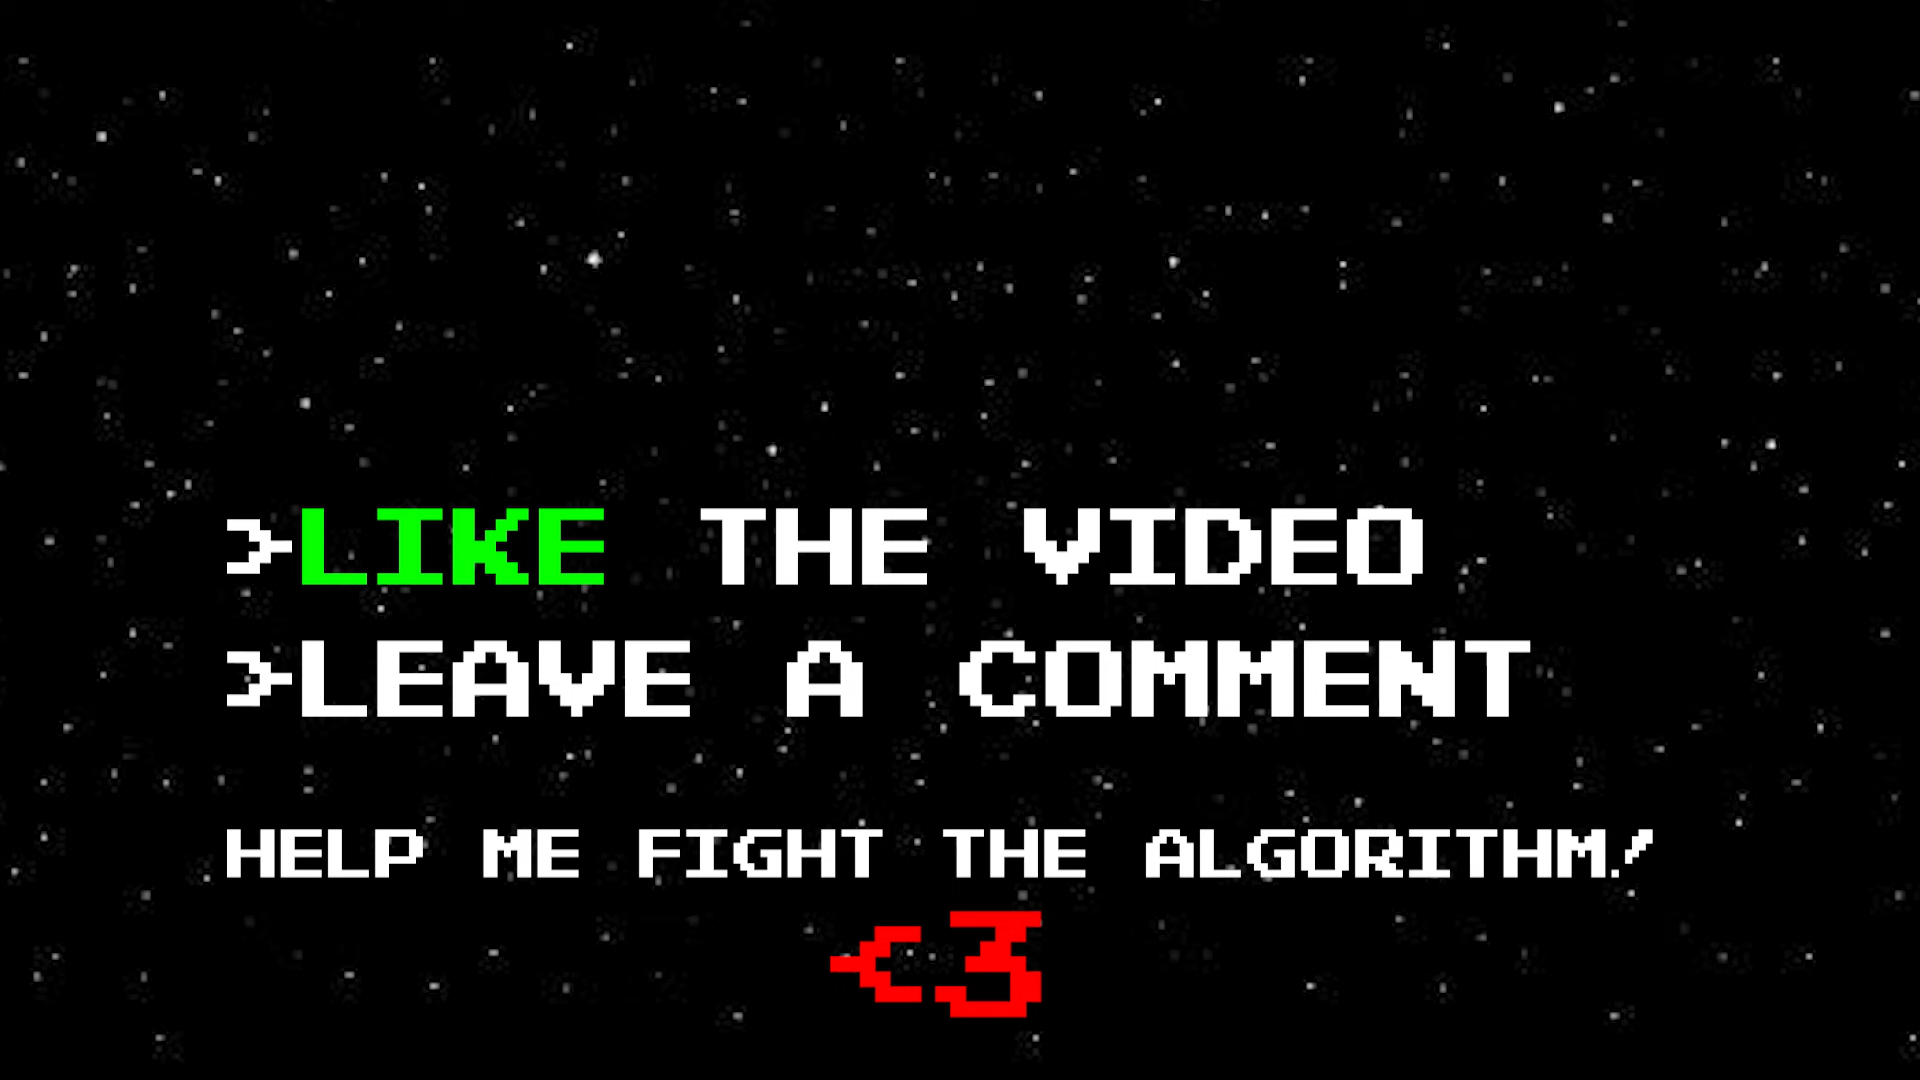 >LIKE THE VIDEO
>LEAVE A COMMENT
HELP ME FIGHT THE ALGORITHM!
<3